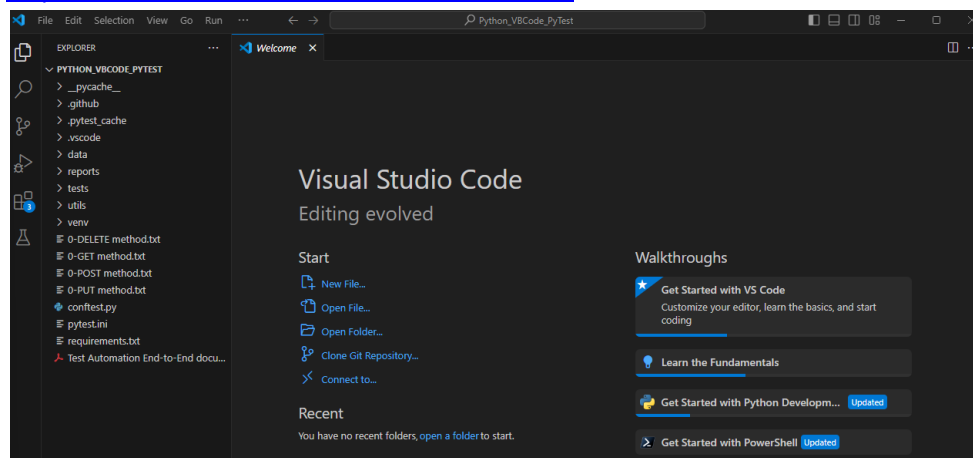 File Edit Selection View Go Run ... Python_VBCode_PyTest
EXPLORER ...
PYTHON_VBCODE_PYTEST
__pycache__
.github
.pytest_cache
.vscode
data
reports
tests
utils
venv
0-DELETE method.txt
0-GET method.txt
0-POST method.txt
0-PUT method.txt
conftest.py
pytest.ini
requirements.txt
Test Automation End-to-End docu...
3
Welcome
Visual Studio Code
Editing evolved
Start
New File...
Open File...
Open Folder...
Clone Git Repository...
Connect to...
Recent
You have no recent folders, open a folder to start.
Walkthroughs
Get Started with VS Code
Customize your editor, learn the basics, and start
coding
Learn the Fundamentals
Get Started with Python Developm... Updated
Get Started with PowerShell Updated